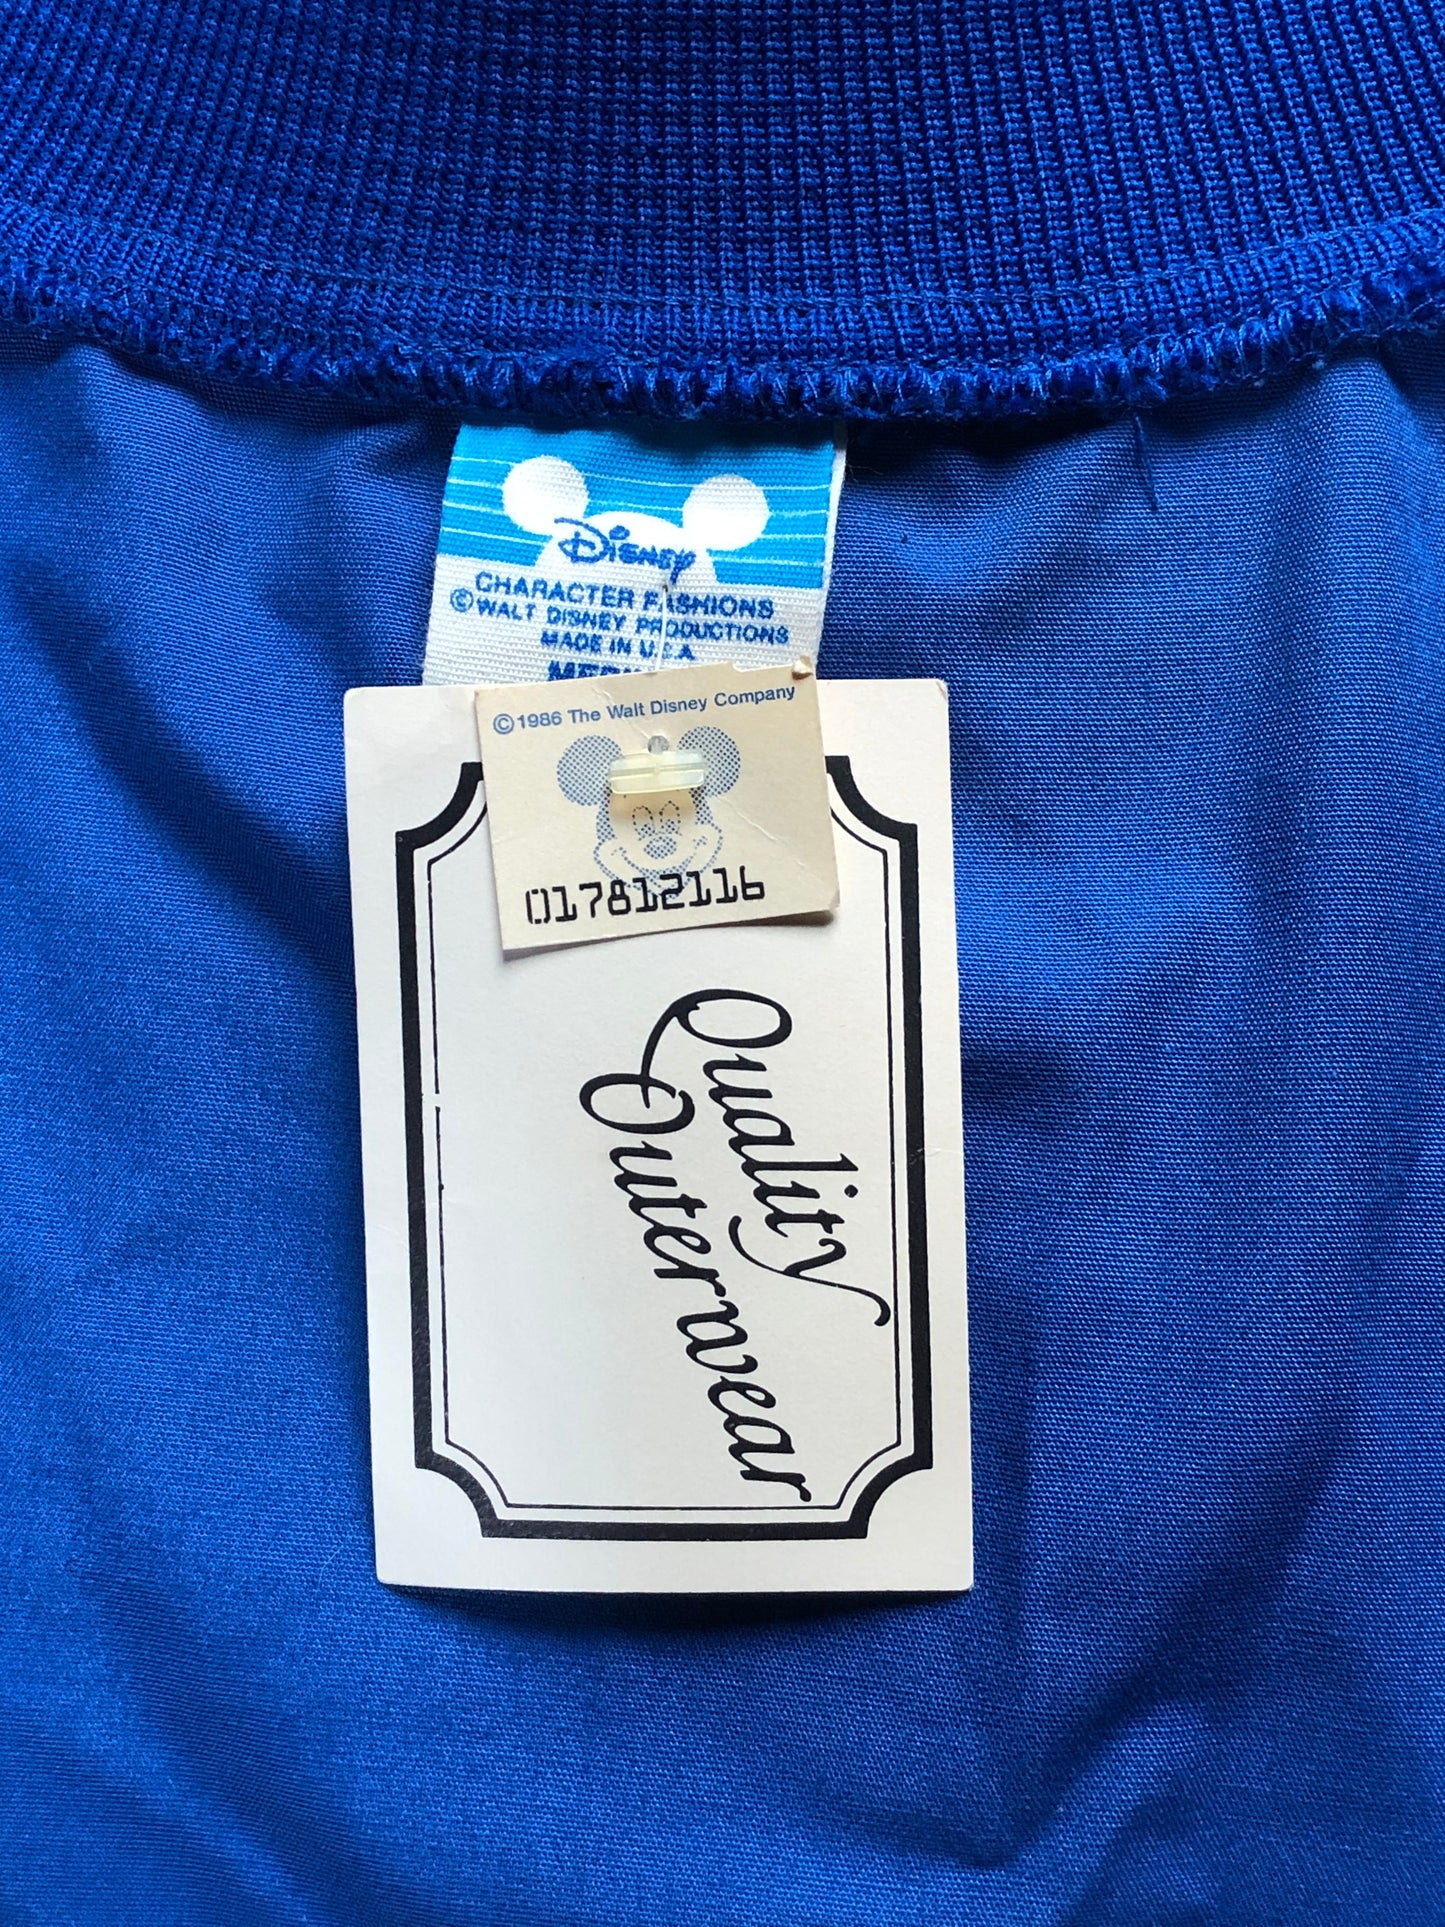 Disney
CHARACTER FASHIONS
© WALT DISNEY PRODUCTIONS
MADE IN U.S.A.
© 1986 The Walt Disney Company
017812116
Quality
Outerwear